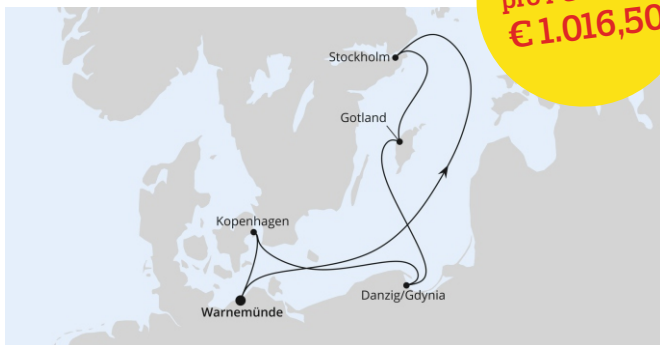 € 1.016,50
Stockholm
Gotland
Kopenhagen
Danzig/Gdynia
Warnemünde